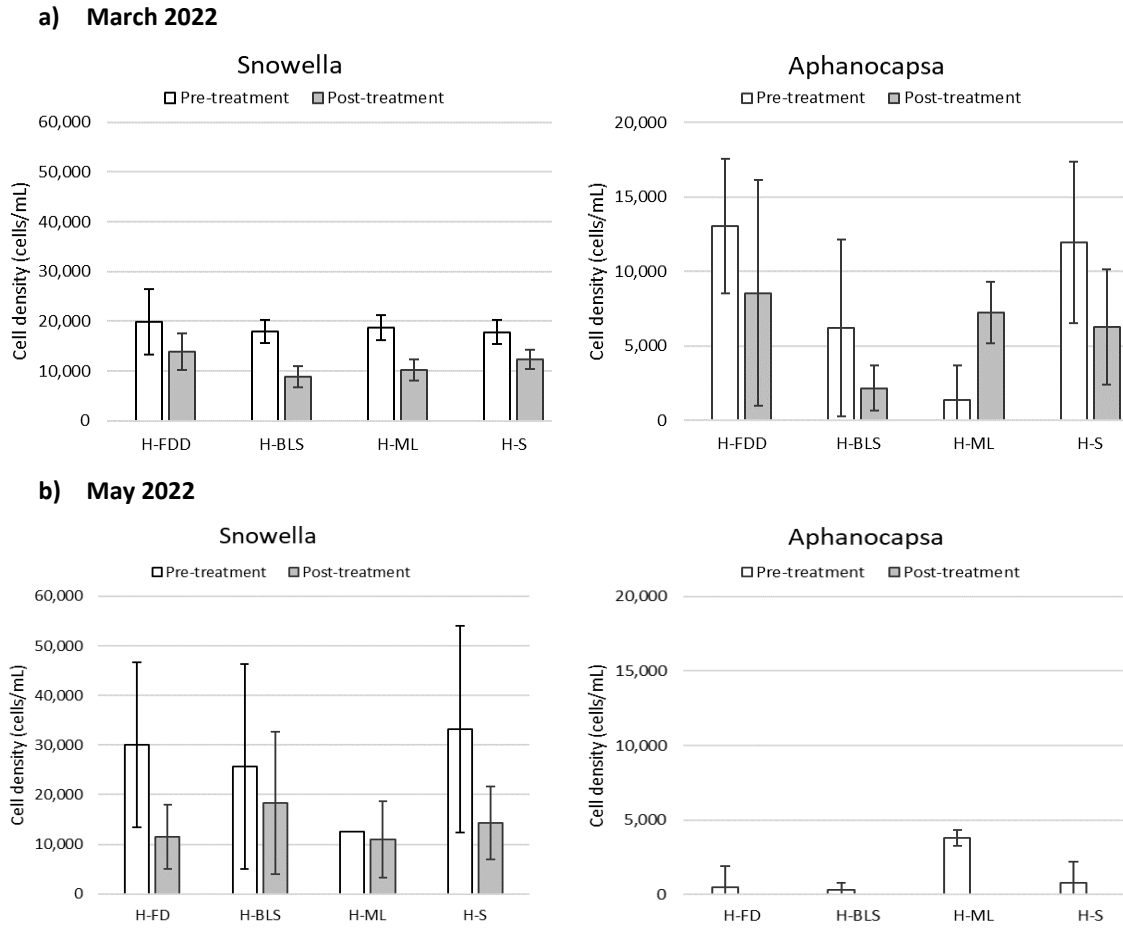 a) March 2022
Snowella
Pre-treatment Post-treatment
60,000
50,000
40,000
30,000
20,000
10,000
0
Cell density (cells/mL)
H-FDD H-BLS H-ML H-S
Aphanocapsa
Pre-treatment Post-treatment
20,000
15,000
10,000
5,000
0
Cell density (cells/mL)
H-FDD H-BLS H-ML H-S
b) May 2022
Snowella
Pre-treatment Post-treatment
60,000
50,000
40,000
30,000
20,000
10,000
0
Cell density (cells/mL)
H-FD H-BLS H-ML H-S
Aphanocapsa
Pre-treatment Post-treatment
20,000
15,000
10,000
5,000
0
Cell density (cells/mL)
H-FD H-BLS H-ML H-S